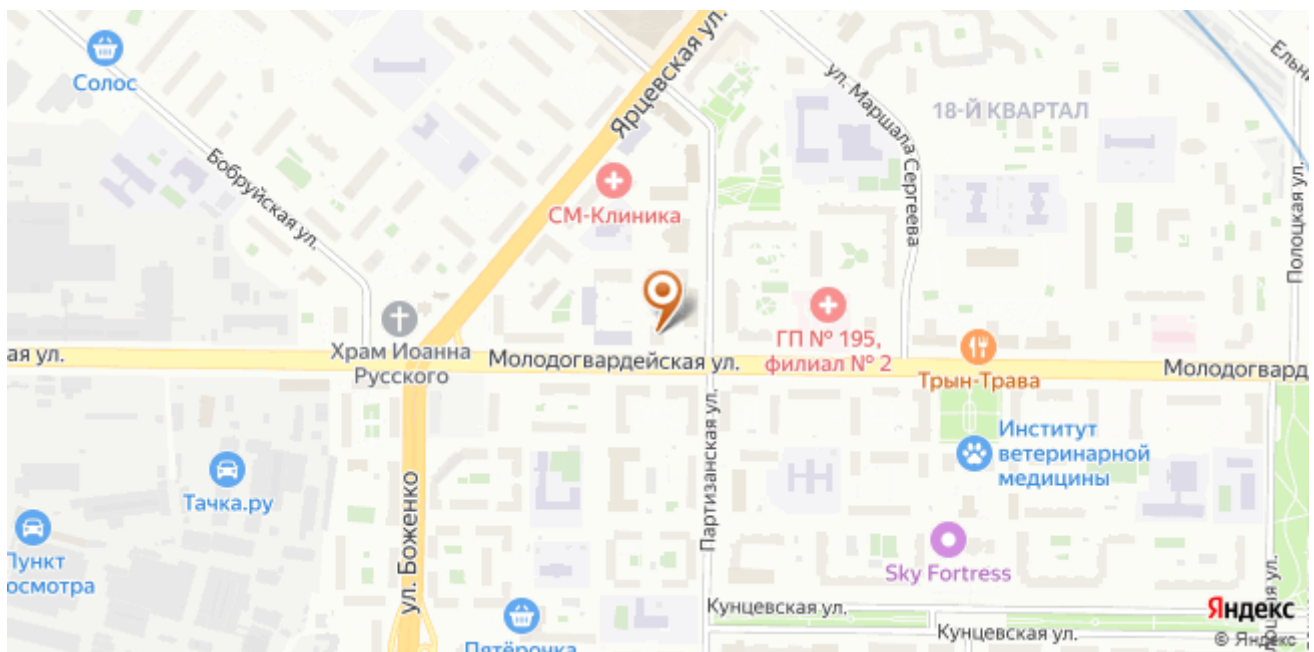 Солос
Бобруйская ул.
Ярцевская ул.
ул. Маршала Сергеева
18-Й КВАРТАЛ
Полоцкая ул.
СМ-Клиника
Храм Иоанна
Русского
ая ул.
Молодогвардейская ул.
ГП № 195,
филиал № 2
Трын-Трава
Молодогвард
Институт
ветеринарной
медицины
Тачка.ру
Пункт
осмотра
ул. Боженко
Партизанская ул.
Sky Fortress
Пятёрочка
Кунцевская ул.
Кунцевская ул.
Яндекс
© Яндекс